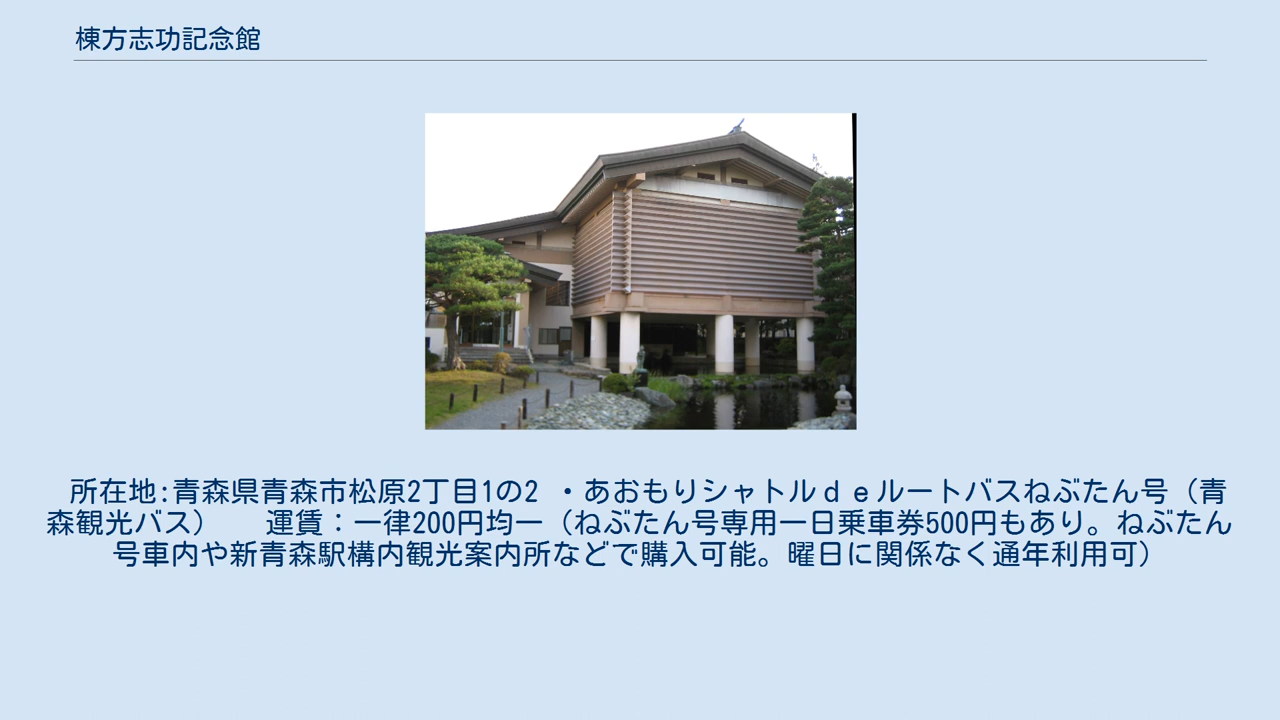 棟方志功記念館
所在地:青森県青森市松原2丁目1の2 ・あおもりシャトルｄｅルートバスねぶたん号（青
森観光バス）　　運賃：一律200円均一（ねぶたん号専用一日乗車券500円もあり。ねぶたん
号車内や新青森駅構内観光案内所などで購入可能。曜日に関係なく通年利用可）